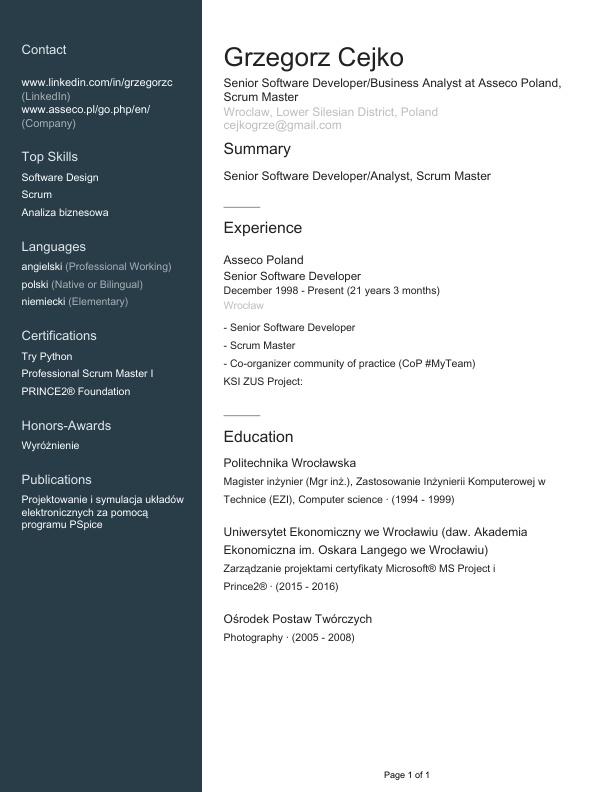 Contact
www.linkedin.com/in/grzegorzc
(LinkedIn)
www.asseco.pl/go.php/en/
(Company)
Top Skills
Software Design
Scrum
Analiza biznesowa
Languages
angielski (Professional Working)
polski (Native or Bilingual)
niemiecki (Elementary)
Certifications
Try Python
Professional Scrum Master I
PRINCE2® Foundation
Honors-Awards
Wyróżnienie
Publications
Projektowanie i symulacja układów
elektronicznych za pomocą
programu PSpice
Grzegorz Cejko
Senior Software Developer/Business Analyst at Asseco Poland,
Scrum Master
Wroclaw, Lower Silesian District, Poland
cejkogrze@gmail.com
Summary
Senior Software Developer/Analyst, Scrum Master
Experience
Asseco Poland
Senior Software Developer
December 1998 - Present (21 years 3 months)
Wrocław
- Senior Software Developer
- Scrum Master
- Co-organizer community of practice (CoP #MyTeam)
KSI ZUS Project:
Education
Politechnika Wrocławska
Magister inżynier (Mgr inż.), Zastosowanie Inżynierii Komputerowej w
Technice (EZI), Computer science · (1994 - 1999)
Uniwersytet Ekonomiczny we Wrocławiu (daw. Akademia
Ekonomiczna im. Oskara Langego we Wrocławiu)
Zarządzanie projektami certyfikaty Microsoft® MS Project i
Prince2® · (2015 - 2016)
Ośrodek Postaw Twórczych
Photography · (2005 - 2008)
Page 1 of 1